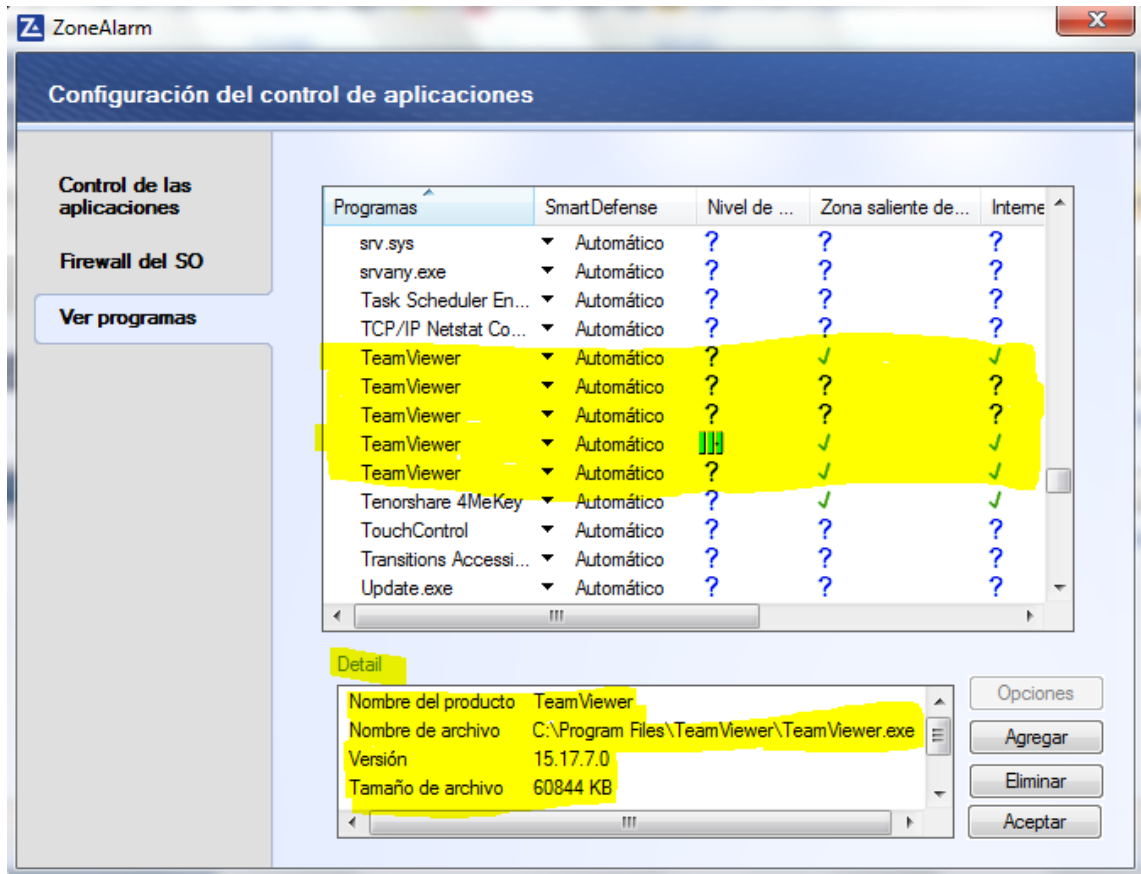 ZoneAlarm
Configuración del control de aplicaciones
Control de las
aplicaciones
Firewall del SO
Ver programas
Programas SmartDefense Nivel de ... Zona saliente de... Interne
srv.sys Automático ? ? ?
srvany.exe Automático ? ? ?
Task Scheduler En... Automático ? ? ?
TCP/IP Netstat Co... Automático ? ? ?
TeamViewer Automático ? ✓ ✓
TeamViewer Automático ? ? ?
TeamViewer Automático ? ? ?
TeamViewer Automático ✓ ✓
TeamViewer Automático ? ✓ ✓
Tenorshare 4MeKey Automático ? ✓ ✓
TouchControl Automático ? ? ?
Transitions Accessi... Automático ? ? ?
Update.exe Automático ? ? ?
Detail
Nombre del producto TeamViewer
Nombre de archivo C:\Program Files\TeamViewer\TeamViewer.exe
Versión 15.17.7.0
Tamaño de archivo 60844 KB
Opciones
Agregar
Eliminar
Aceptar